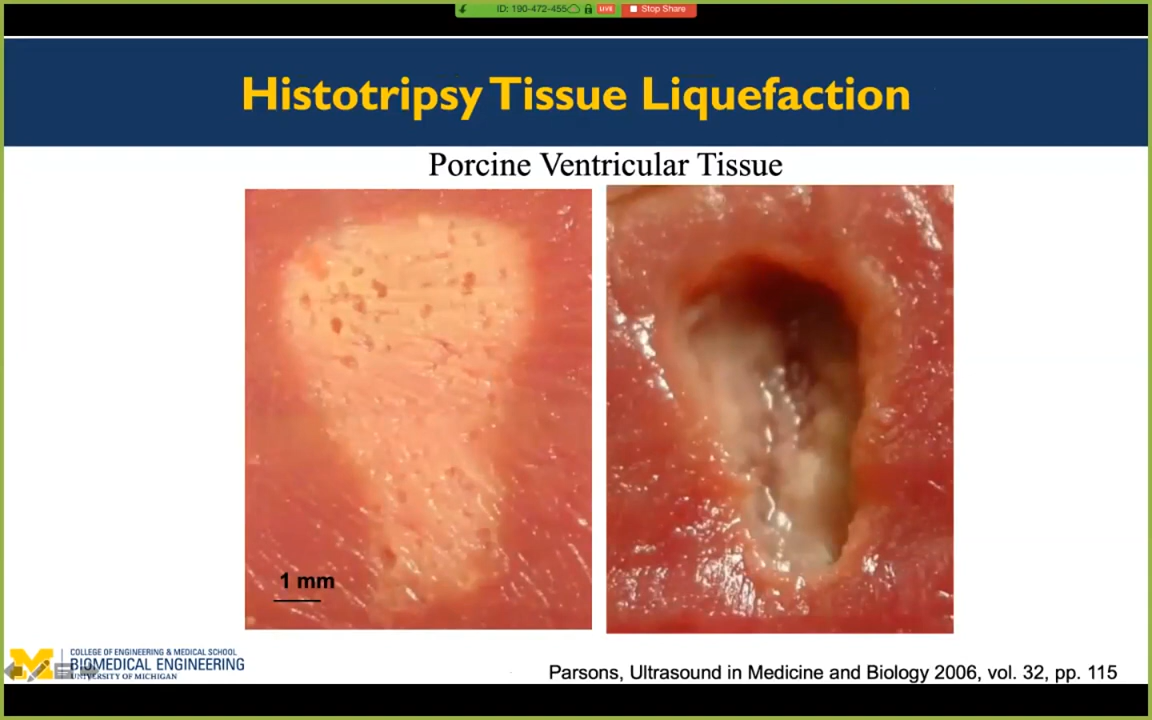 ID: 190-472-455
LIVE
Stop Share
Histotripsy Tissue Liquefaction
Porcine Ventricular Tissue
1 mm
COLLEGE OF ENGINEERING & MEDICAL SCHOOL
BIOMEDICAL ENGINEERING
UNIVERSITY OF MICHIGAN
Parsons, Ultrasound in Medicine and Biology 2006, vol. 32, pp. 115